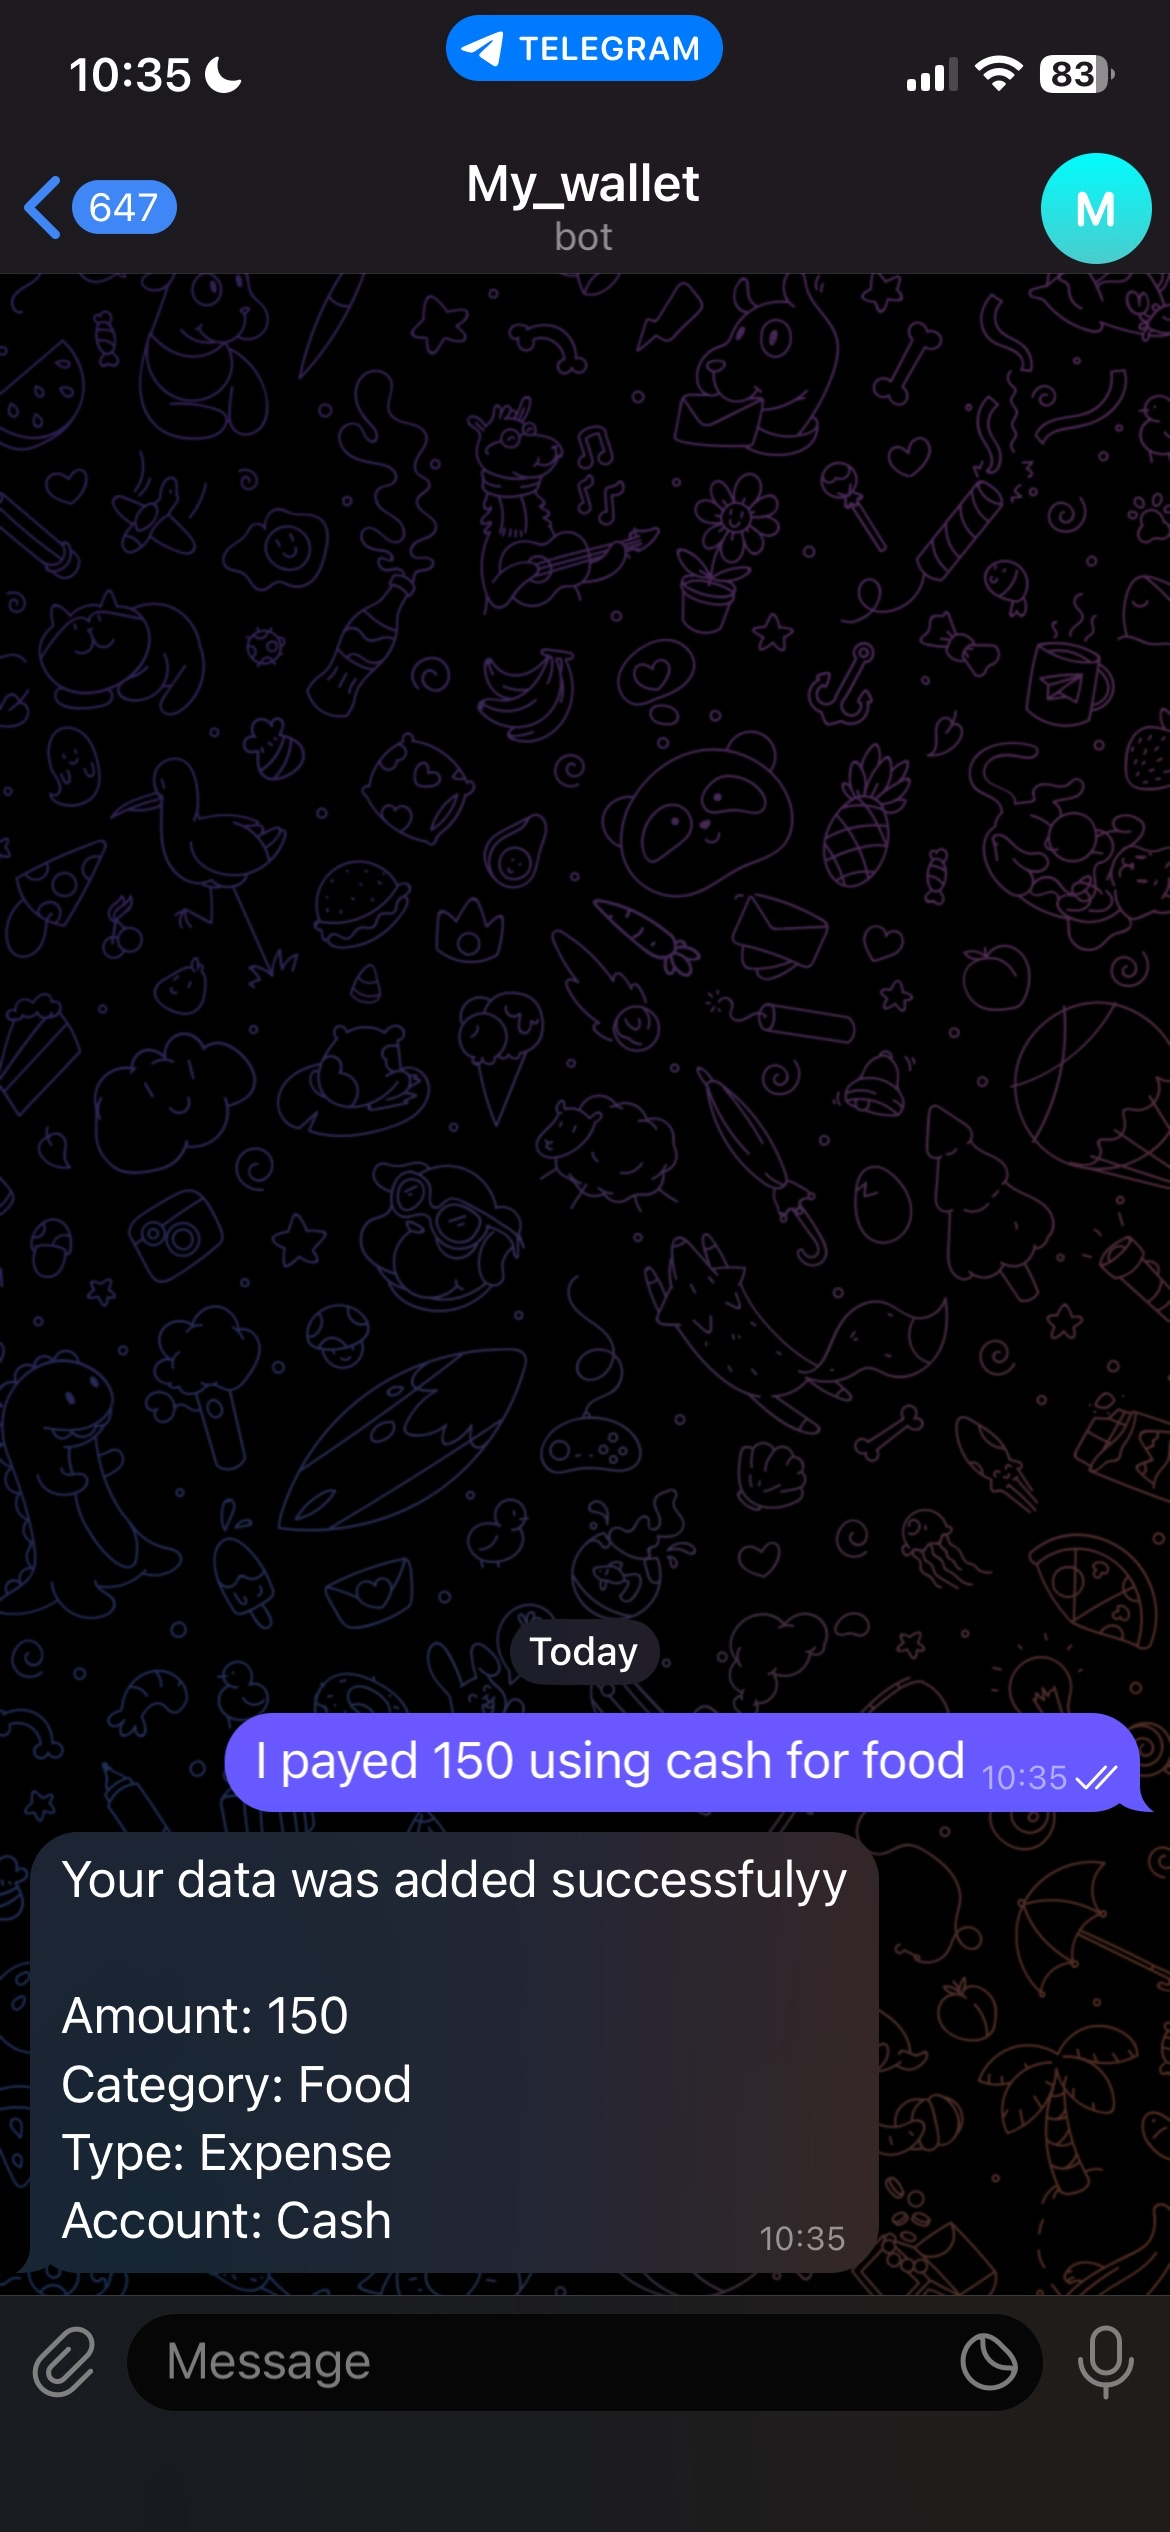 10:35
TELEGRAM
83
647
My_wallet
bot
M
Today
I payed 150 using cash for food 10:35
Your data was added successfulyy
Amount: 150
Category: Food
Type: Expense
Account: Cash
10:35
Message